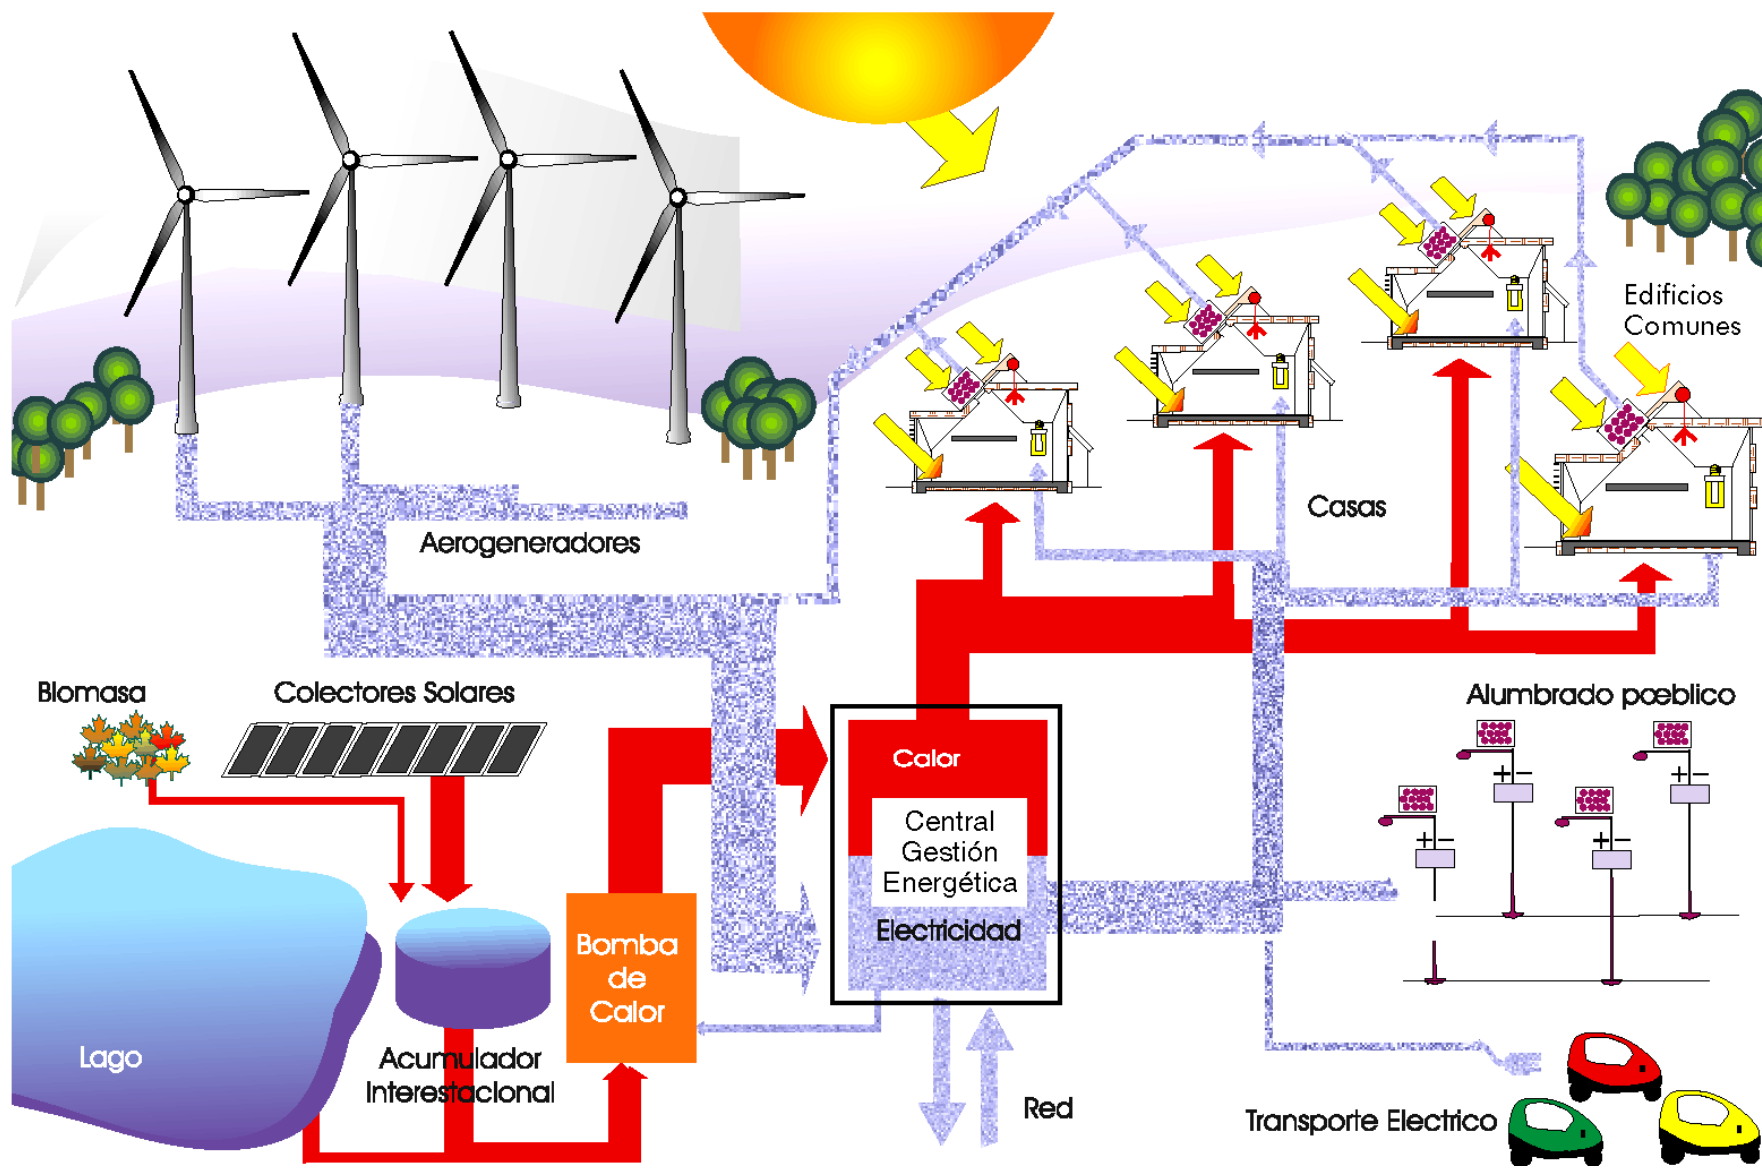 Edificios
Comunes
Casas
Aerogeneradores
Biomasa
Colectores Solares
Alumbrado pœblico
Calor
Central
Gestión
Energética
Electricidad
Bomba
de
Calor
Lago
Acumulador
Interestacional
Red
Transporte Electrico
+ −
+ −
+ −
+ −